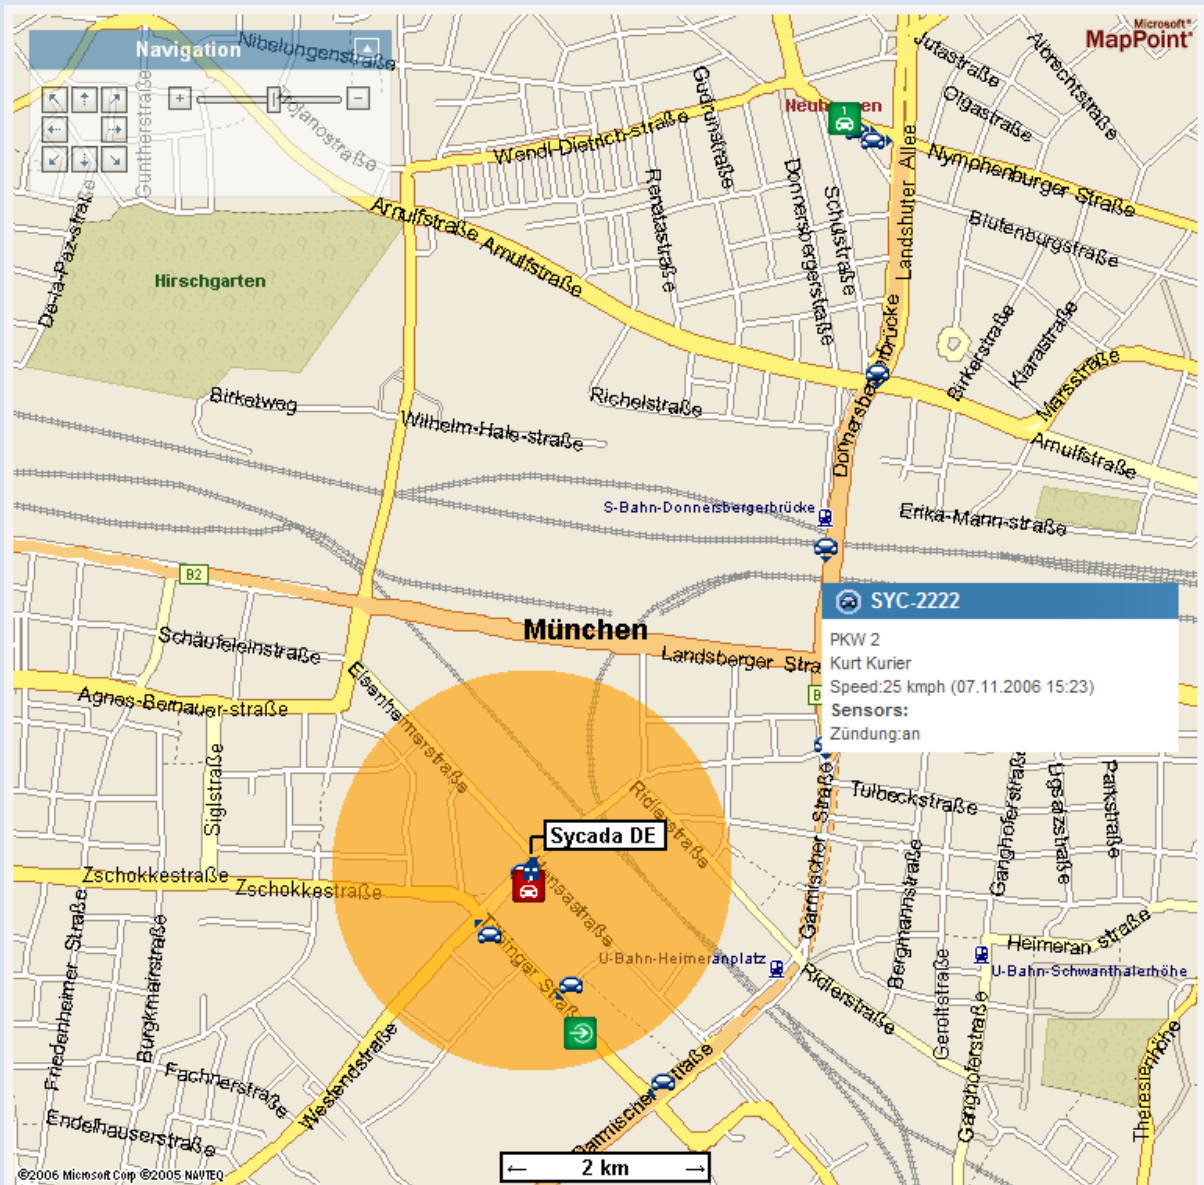 Microsoft®
MapPoint®
Navigation
Nibelungenstraße
Jutastraße
Albrechtstraße
Guntherstraße
Trojanostraße
Gudrunstraße
Olgastraße
1
Wendl-Dietrich-straße
Landshuter Allee
Nymphenburger Straße
De-la-Paz-straße
Arnulfstraße
Arnulfstraße
Renatastraße
Donnersbergerstraße
Schulstraße
Blutenburgstraße
Hirschgarten
Birkerstraße
Klarastraße
Marsstraße
Birketweg
Richelstraße
Wilhelm-Hale-straße
Arnulfstraße
S-Bahn-Donnersbergerbrücke
Erika-Mann-straße
B2
SYC-2222
München
PKW 2
Schäufeleinstraße
Landsberger Stra
Kurt Kurier
Speed:25 kmph (07.11.2006 15:23)
Agnes-Bernauer-straße
Eisenheimerstraße
B
Sensors:
Zündung:an
Siglstraße
Ridlerstraße
Tulbeckstraße
Ganghoferstraße
Ligsalzstraße
Parkstraße
Garmischer Straße
Sycada DE
Zschokkestraße
Zschokkestraße
Bergmannstraße
Friedenheimer Straße
Burgkmairstraße
Heimeran straße
U-Bahn-Heimeranplatz
U-Bahn-Schwanthalerhöhe
Ridlerstraße
Geroltstraße
Ganghoferstraße
Theresienhöhe
Westendstraße
Fachnerstraße
Endelhauserstraße
2 km
©2006 Microsoft Corp ©2005 NAVTEQ